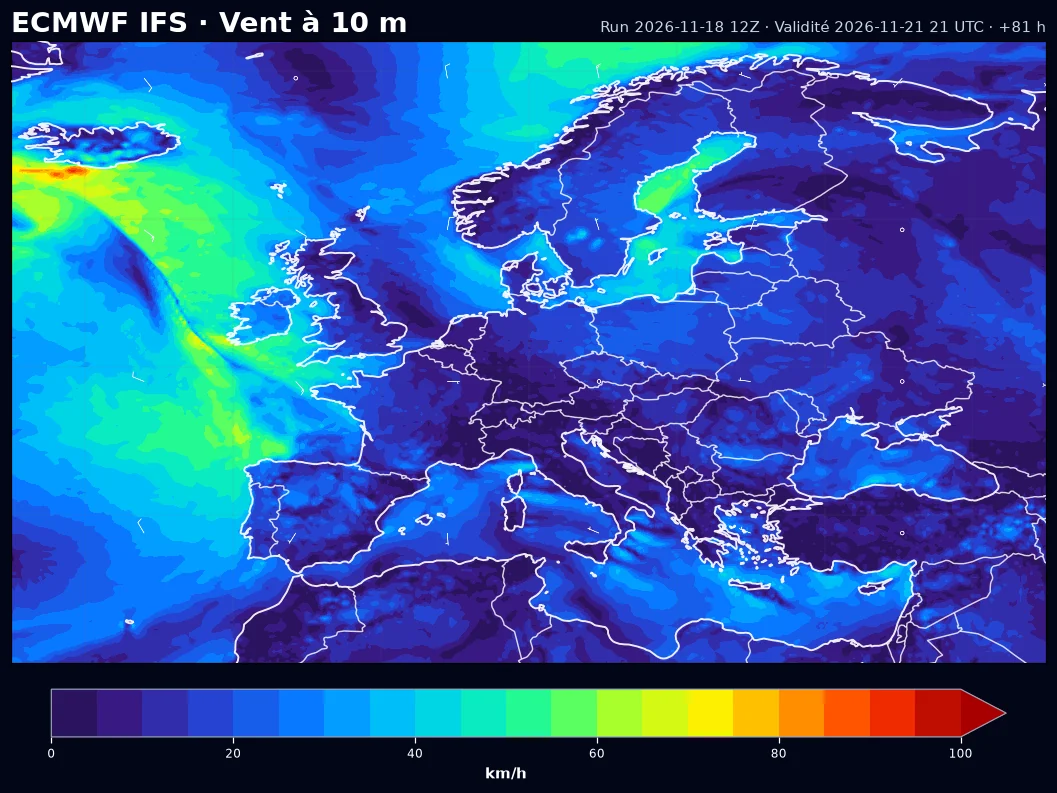 ECMWF IFS · Vent à 10 m
Run 2026-11-18 12Z · Validité 2026-11-21 21 UTC · +81 h
0 20 40 60 80 100
km/h